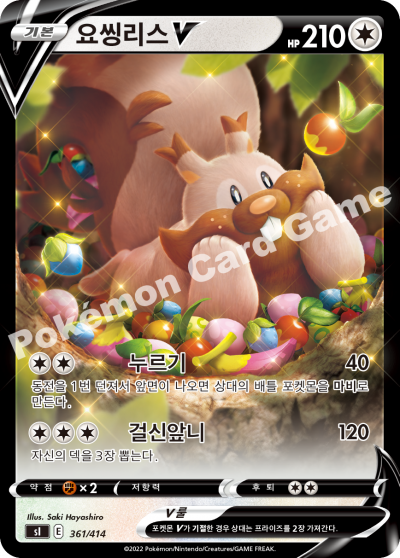 기본 요씽리스V HP 210
Pokémon Card Game
누르기 40
동전을 1번 던져서 앞면이 나오면 상대의 배틀 포켓몬을 마비로
만든다.
걸신앞니 120
자신의 덱을 3장 뽑는다.
약점 ×2 저항력 후퇴
Illus. Saki Hayashiro
sI E 361/414
V룰
포켓몬 V가 기절한 경우 상대는 프라이즈를 2장 가져간다.
©2022 Pokémon/Nintendo/Creatures/GAME FREAK.